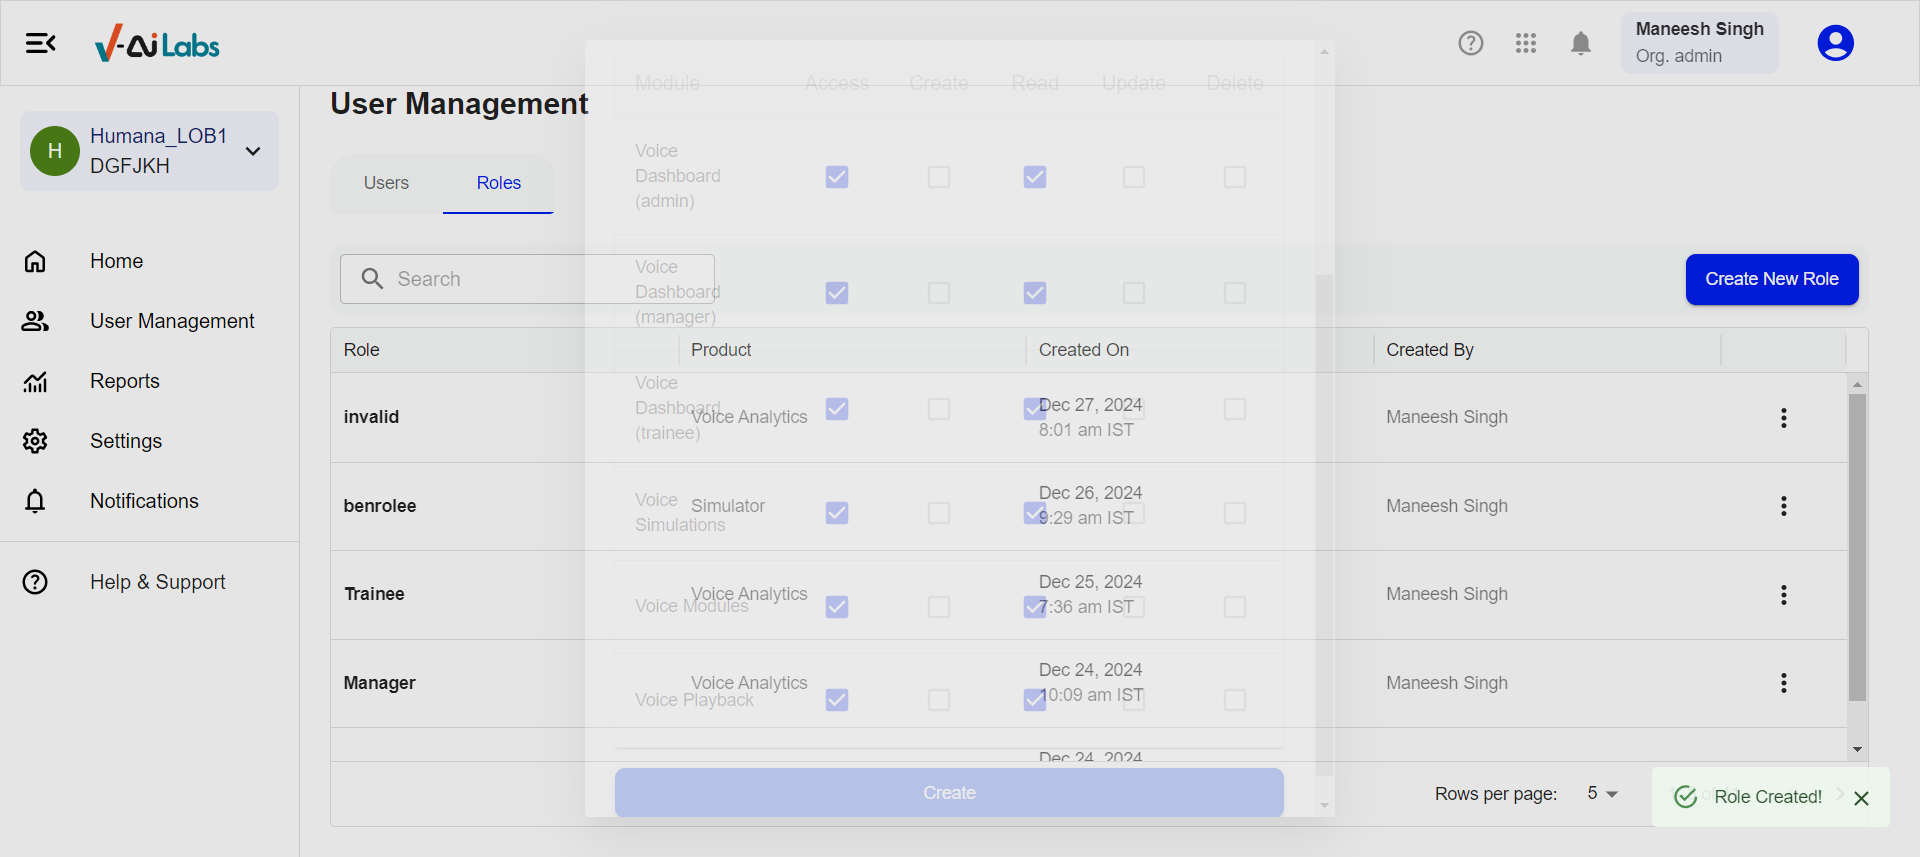 V-Ai Labs
Maneesh Singh
Org. admin
H
Humana_LOB1
DGFJKH
Home
User Management
Reports
Settings
Notifications
Help & Support
User Management
Users
Roles
Search
Create New Role
Role
Product
Created On
Created By
invalid
Voice Analytics
Dec 27, 2024
8:01 am IST
Maneesh Singh
benrolee
Simulator
Dec 26, 2024
9:29 am IST
Maneesh Singh
Trainee
Voice Analytics
Dec 25, 2024
7:36 am IST
Maneesh Singh
Manager
Voice Analytics
Dec 24, 2024
10:09 am IST
Maneesh Singh
Dec 24, 2024
Rows per page:
5
Module
Access
Create
Read
Update
Delete
Voice
Dashboard
(admin)
Voice
Dashboard
(manager)
Voice
Dashboard
(trainee)
Voice
Simulations
Voice Modules
Voice Playback
Create
Role Created!